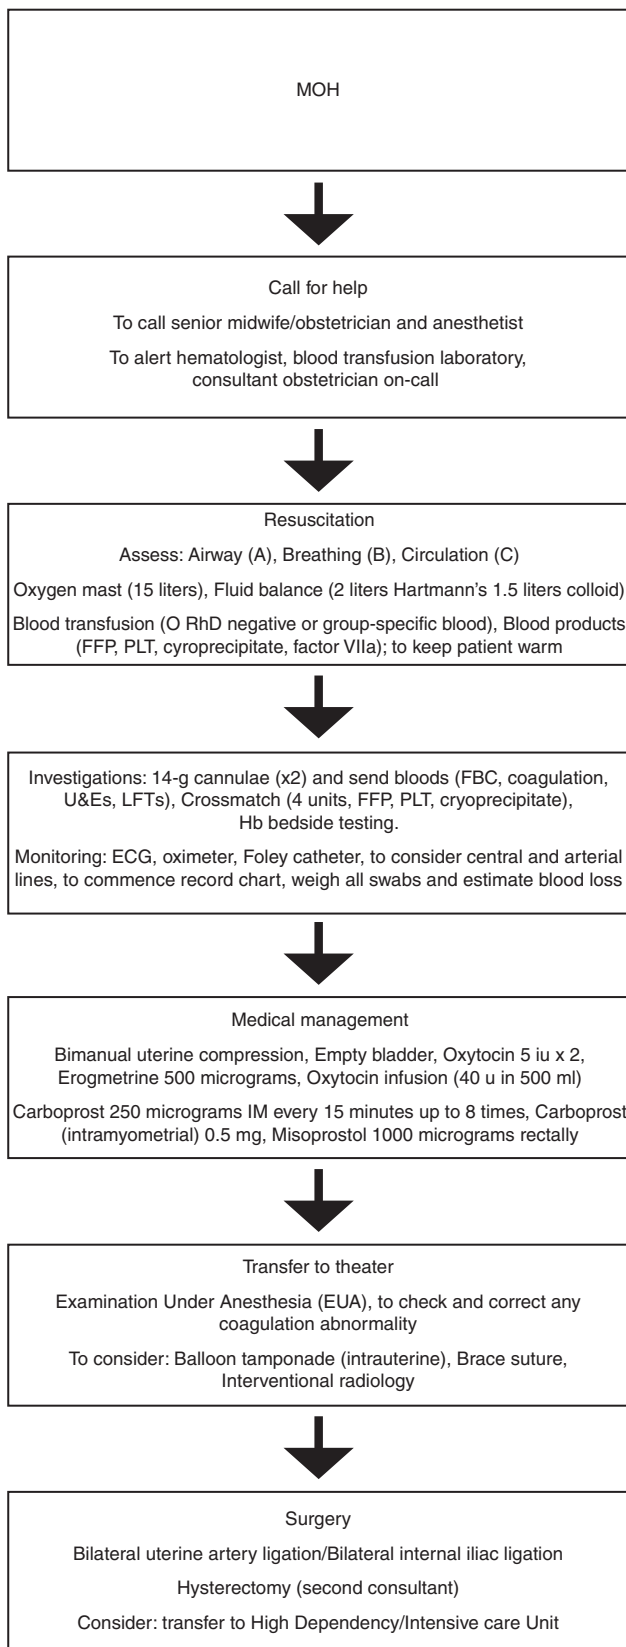 MOH
Call for help
To call senior midwife/obstetrician and anesthetist
To alert hematologist, blood transfusion laboratory,
consultant obstetrician on-call
Resuscitation
Assess: Airway (A), Breathing (B), Circulation (C)
Oxygen mast (15 liters), Fluid balance (2 liters Hartmann's 1.5 liters colloid)
Blood transfusion (O RhD negative or group-specific blood), Blood products
(FFP, PLT, cyroprecipitate, factor VIIa); to keep patient warm
Investigations: 14-g cannulae (x2) and send bloods (FBC, coagulation,
U&Es, LFTs), Crossmatch (4 units, FFP, PLT, cryoprecipitate),
Hb bedside testing.
Monitoring: ECG, oximeter, Foley catheter, to consider central and arterial
lines, to commence record chart, weigh all swabs and estimate blood loss
Medical management
Bimanual uterine compression, Empty bladder, Oxytocin 5 iu x 2,
Erogmetrine 500 micrograms, Oxytocin infusion (40 u in 500 ml)
Carboprost 250 micrograms IM every 15 minutes up to 8 times, Carboprost
(intramyometrial) 0.5 mg, Misoprostol 1000 micrograms rectally
Transfer to theater
Examination Under Anesthesia (EUA), to check and correct any
coagulation abnormality
To consider: Balloon tamponade (intrauterine), Brace suture,
Interventional radiology
Surgery
Bilateral uterine artery ligation/Bilateral internal iliac ligation
Hysterectomy (second consultant)
Consider: transfer to High Dependency/Intensive care Unit